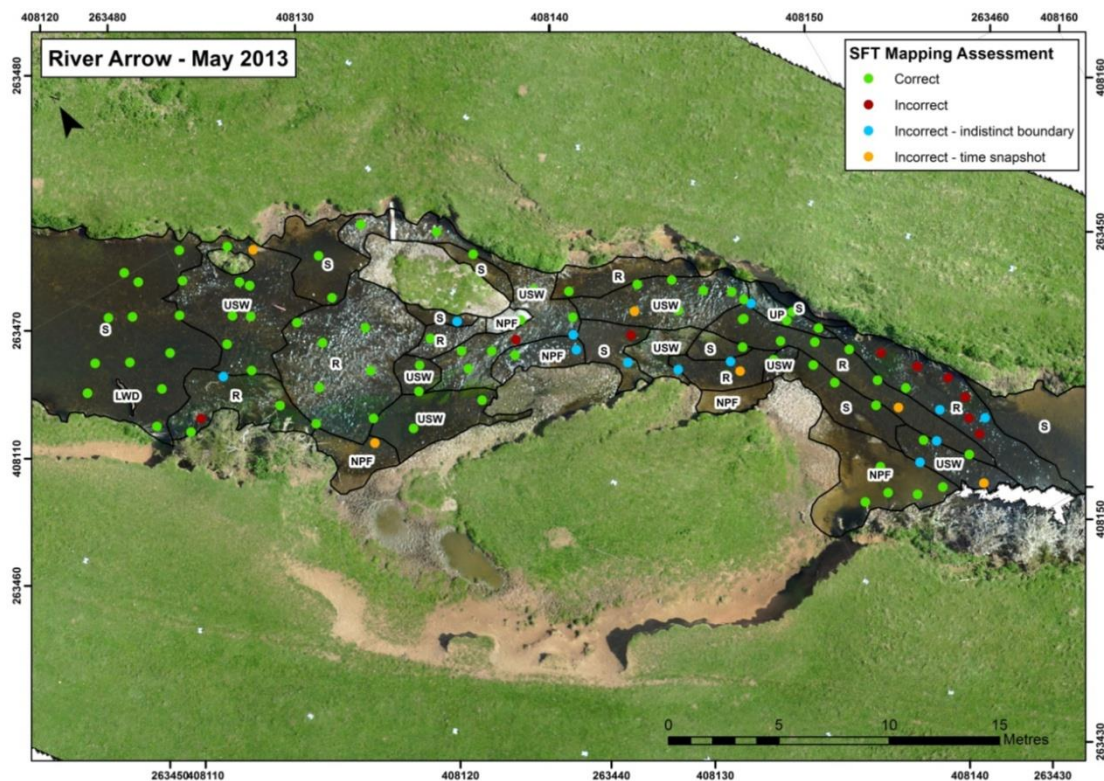 408120
263480
408130
408140
408150
263460
408160
River Arrow - May 2013
SFT Mapping Assessment
Correct
Incorrect
Incorrect - indistinct boundary
Incorrect - time snapshot
263480
408160
263450
263470
408110
408150
263460
263430
S
S
R
USW
USW
USW
S
UP
S
S
NPF
R
R
NPF
S
USW
S
USW
R
USW
R
LWD
R
NPF
S
R
S
USW
NPF
USW
NPF
0
5
10
15
Metres
263450
408110
408120
263440
408130
263430